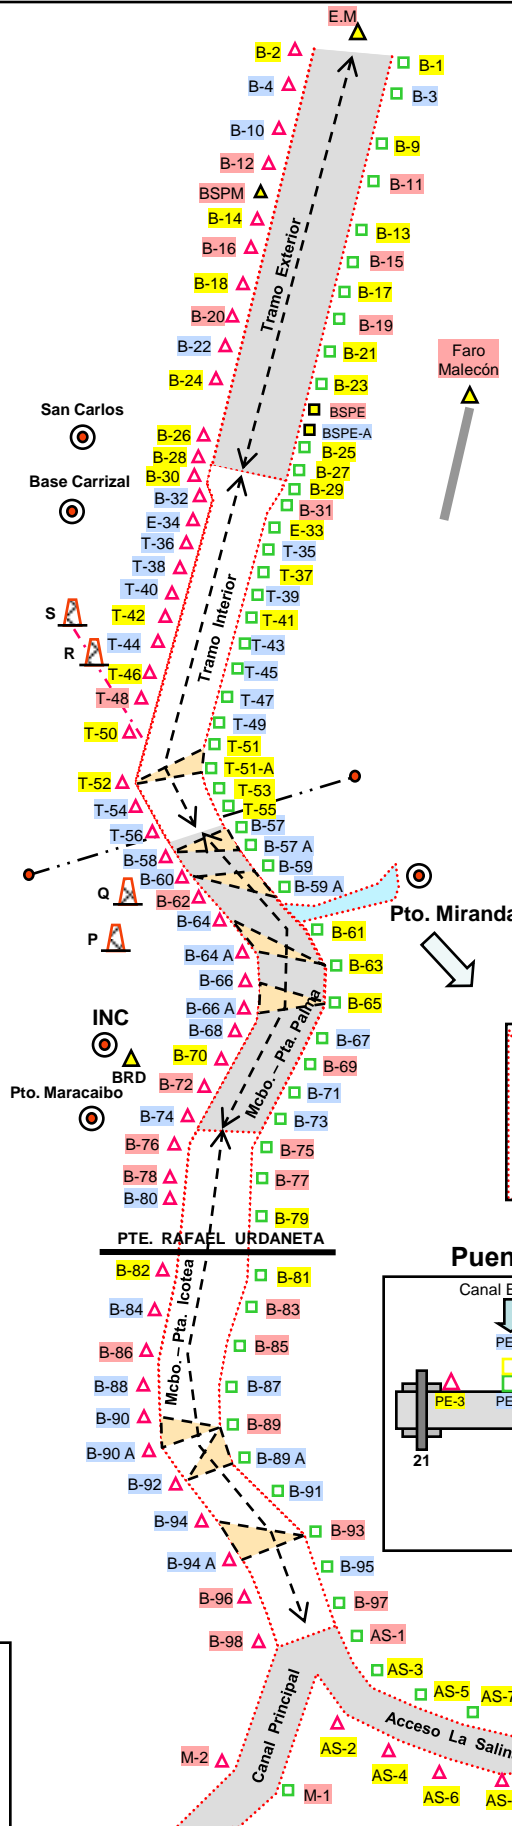 E.M
B-2
B-1
B-4
B-3
B-10
B-9
B-12
B-11
BSPM
B-14
B-13
B-16
B-15
Tramo Exterior
B-18
B-17
B-20
B-19
B-22
B-21
Faro
Malecón
B-24
B-23
San Carlos
BSPE
B-26
BSPE-A
B-28
B-25
B-30
B-27
Base Carrizal
B-32
B-29
B-31
E-34
E-33
T-36
T-35
T-38
T-37
T-40
T-39
Tramo Interior
S
T-42
T-41
R
T-44
T-43
T-46
T-45
T-48
T-47
T-50
T-49
T-51
T-51-A
T-52
T-53
T-54
T-55
T-56
B-57
B-58
B-57 A
B-60
B-59
Q
B-62
B-59 A
B-64
Pto. Miranda
P
B-61
B-64 A
B-63
B-66
B-66 A
B-65
INC
B-68
B-67
Mcbo. – Pta. Palma
B-70
B-69
BRD
B-72
B-71
Pto. Maracaibo
B-74
B-73
B-76
B-75
B-78
B-77
B-80
B-79
PTE. RAFAEL URDANETA
B-82
B-81
Puen
Canal E
B-84
B-83
Mcbo. – Pta. Icotea
B-86
B-85
PE
B-88
B-87
PE-3
PE
B-90
B-89
B-90 A
B-89 A
21
B-92
B-91
B-94
B-93
B-94 A
B-95
B-96
B-97
B-98
AS-1
AS-3
AS-5
AS-7
Canal Principal
Acceso La Salin
AS-2
M-2
AS-4
M-1
AS-6
AS-